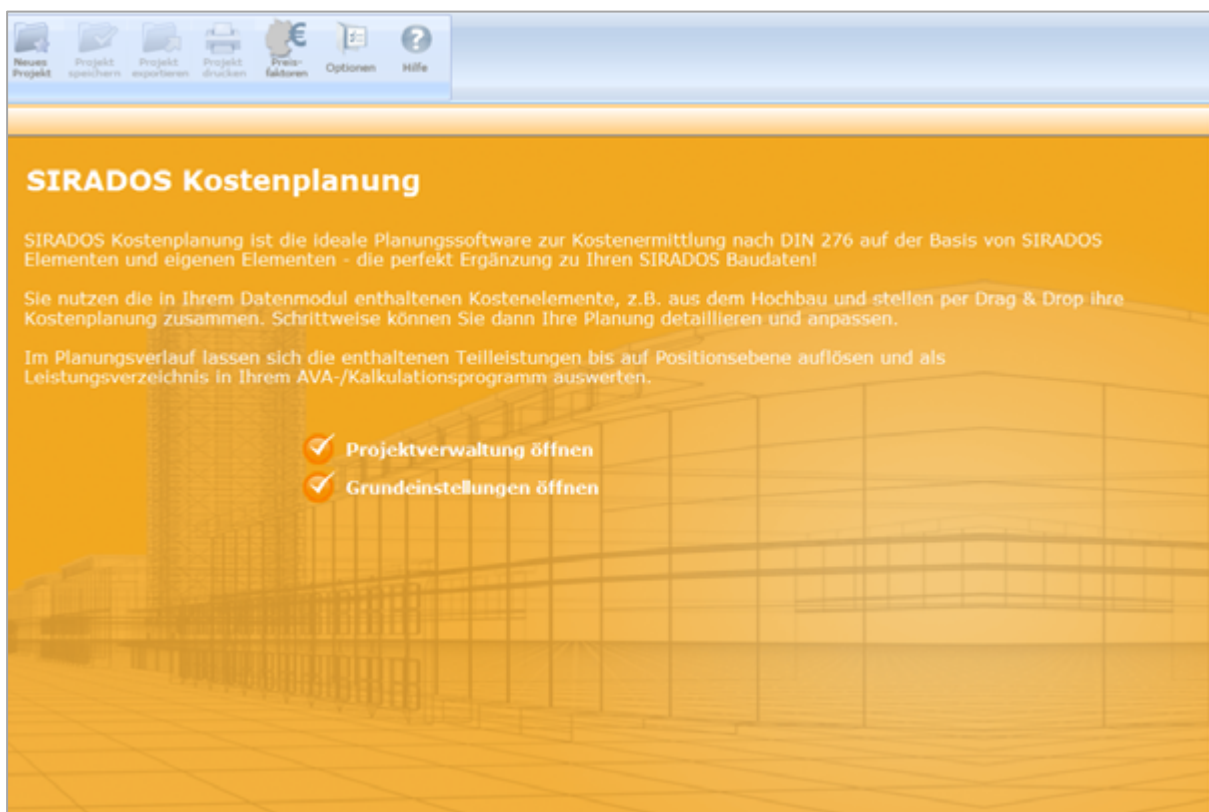 Neues Projekt speichern Projekt exportieren Projekt drucken Preis- Optionen Hilfe
Projekt speichern exportieren drucken faktoren
SIRADOS Kostenplanung
SIRADOS Kostenplanung ist die ideale Planungssoftware zur Kostenermittlung nach DIN 276 auf der Basis von SIRADOS
Elementen und eigenen Elementen - die perfekt Ergänzung zu Ihren SIRADOS Baudaten!
Sie nutzen die in Ihrem Datenmodul enthaltenen Kostenelemente, z.B. aus dem Hochbau und stellen per Drag & Drop ihre
Kostenplanung zusammen. Schrittweise können Sie dann Ihre Planung detaillieren und anpassen.
Im Planungsverlauf lassen sich die enthaltenen Teilleistungen bis auf Positionsebene auflösen und als
Leistungsverzeichnis in Ihrem AVA-/Kalkulationsprogramm auswerten.
Projektverwaltung öffnen
Grundeinstellungen öffnen